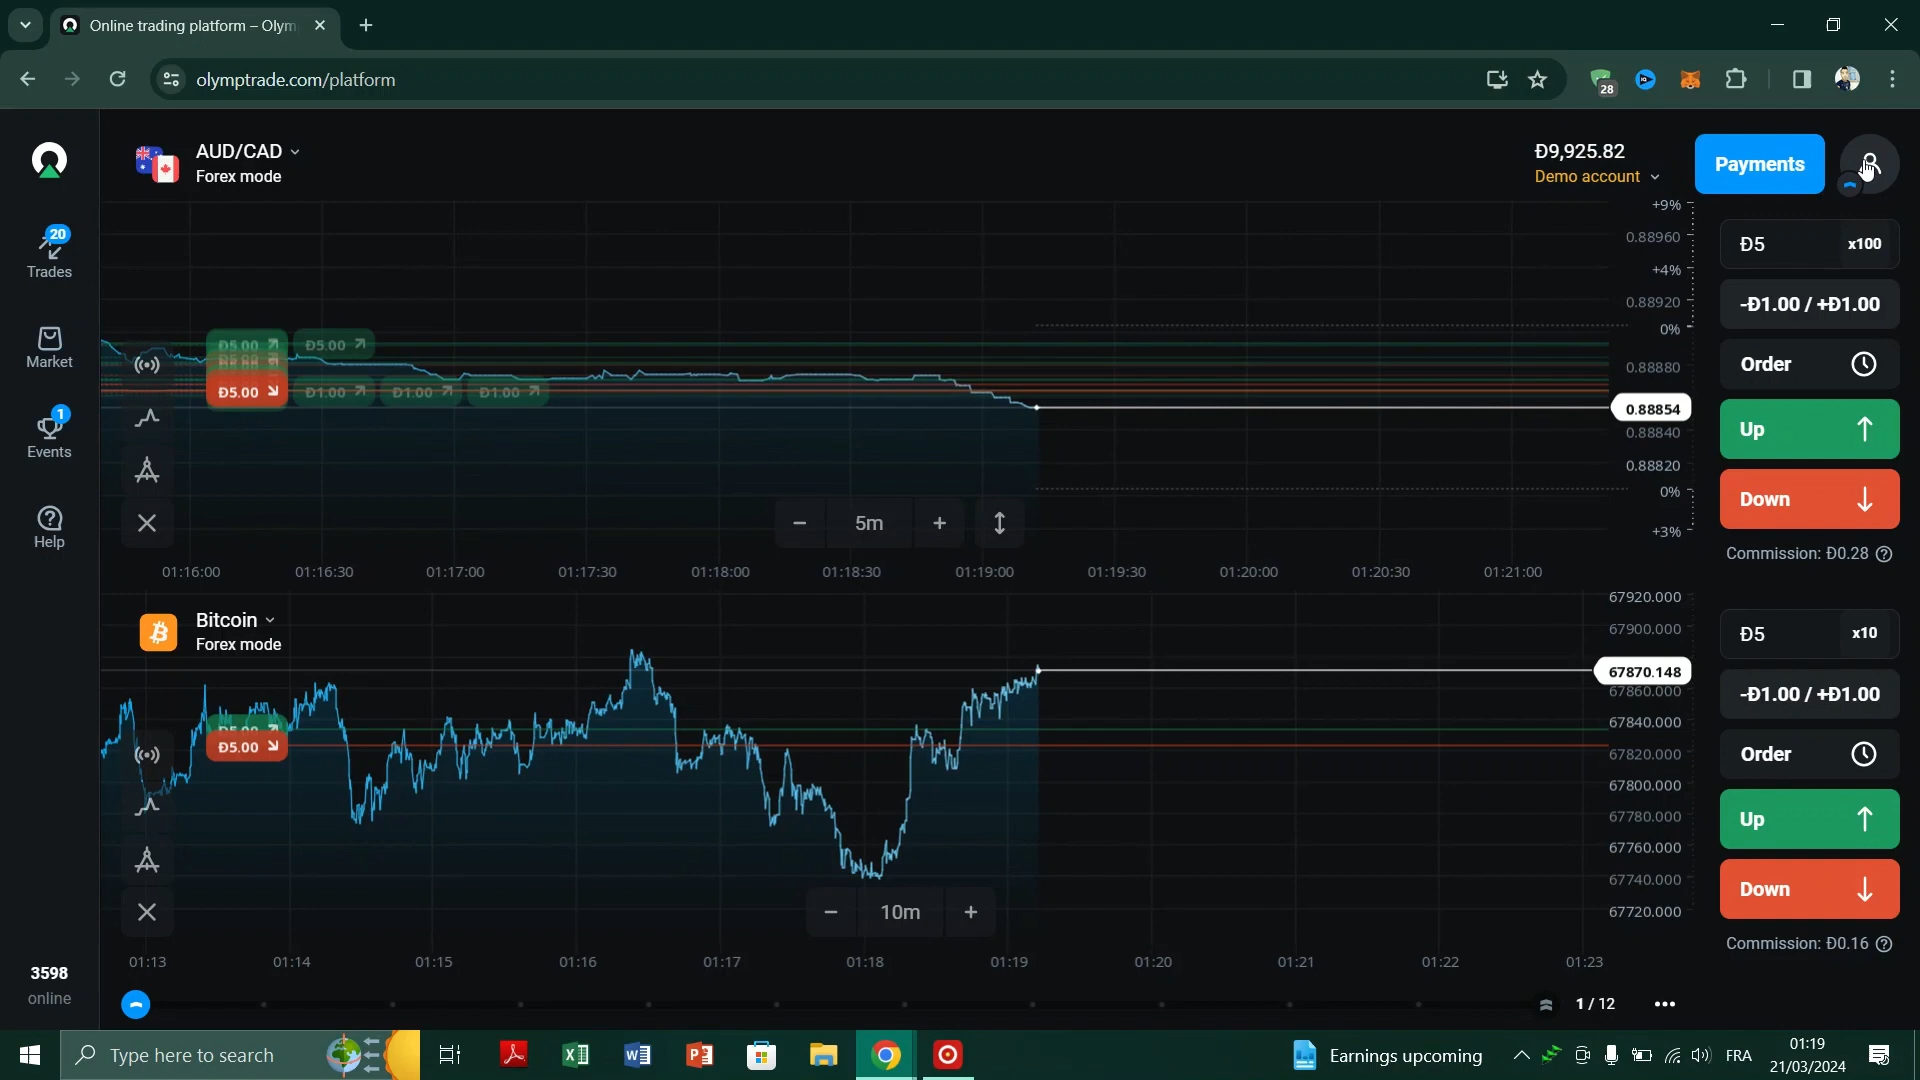 Online trading platform – Olym
olymptrade.com/platform
28
AUD/CAD
Forex mode
Đ9,925.82
Demo account
Payments
20
Trades
Market
1
Events
Help
3598
online
+9%
0.88960
+4%
0.88920
0%
0.88880
0.88854
0.88840
0.88820
0%
+3%
Đ5.00
Đ5.00
Đ5.00
Đ1.00
Đ1.00
Đ1.00
5m
01:16:00
01:16:30
01:17:00
01:17:30
01:18:00
01:18:30
01:19:00
01:19:30
01:20:00
01:20:30
01:21:00
Đ5
x100
-Đ1.00 / +Đ1.00
Order
Up
Down
Commission: Đ0.28
Bitcoin
Forex mode
67920.000
67900.000
67870.148
67860.000
67840.000
67820.000
67800.000
67780.000
67760.000
67740.000
67720.000
Đ5.00
Đ5.00
10m
01:13
01:14
01:15
01:16
01:17
01:18
01:19
01:20
01:21
01:22
01:23
Đ5
x10
-Đ1.00 / +Đ1.00
Order
Up
Down
Commission: Đ0.16
1 / 12
Type here to search
Earnings upcoming
FRA
01:19
21/03/2024